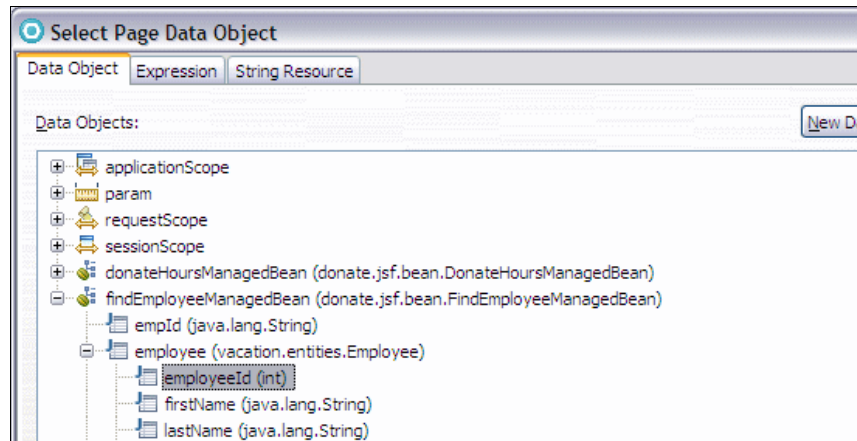 Select Page Data Object
Data Object Expression String Resource
Data Objects:
New D
applicationScope
param
requestScope
sessionScope
donateHoursManagedBean (donate.jsf.bean.DonateHoursManagedBean)
findEmployeeManagedBean (donate.jsf.bean.FindEmployeeManagedBean)
empId (java.lang.String)
employee (vacation.entities.Employee)
employeeId (int)
firstName (java.lang.String)
lastName (java.lang.String)